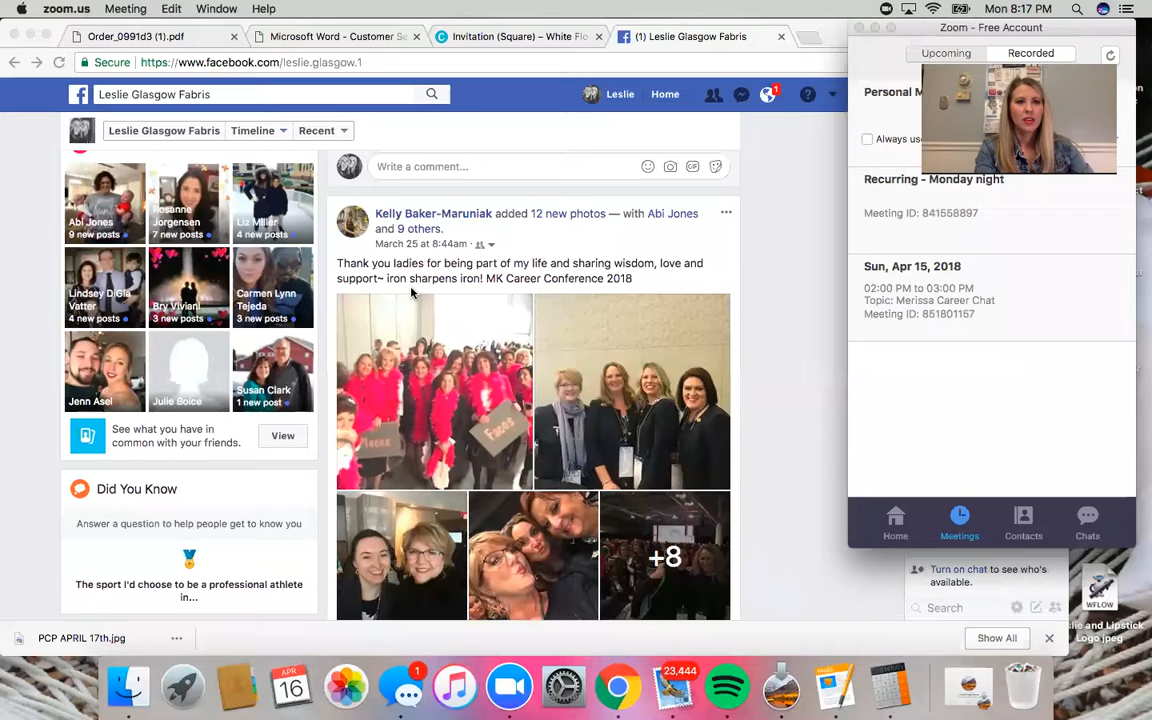 zoom.us Meeting Edit Window Help
Mon 8:17 PM
Order_0991d3 (1).pdf
Microsoft Word - Customer Se
Invitation (Square) – White Flo
(1) Leslie Glasgow Fabris
Secure https://www.facebook.com/leslie.glasgow.1
Leslie Glasgow Fabris
Leslie Home 1
Leslie Glasgow Fabris Timeline Recent
Abi Jones
9 new posts
Rosanne
Jorgensen
7 new posts
Liz Miller
4 new posts
Lindsey DiGia
Vatter
4 new posts
Bry Viviani
3 new posts
Carmen Lynn
Tejeda
3 new posts
Jenn Asel
Julie Boice
Susan Clark
1 new post
See what you have in
common with your friends.
View
Did You Know
Answer a question to help people get to know you
The sport I'd choose to be a professional athlete
in...
Write a comment...
Kelly Baker-Maruniak added 12 new photos — with Abi Jones
and 9 others.
March 25 at 8:44am
Thank you ladies for being part of my life and sharing wisdom, love and
support~ iron sharpens iron! MK Career Conference 2018
Faces
+8
Zoom - Free Account
Upcoming Recorded
Personal M
Always use
Recurring - Monday night
Meeting ID: 841558897
Sun, Apr 15, 2018
02:00 PM to 03:00 PM
Topic: Merissa Career Chat
Meeting ID: 851801157
Home Meetings Contacts Chats
Turn on chat to see who's
available.
Search
WFLOW
slie and Lipstick
Logo jpeg
PCP APRIL 17th.jpg
Show All
APR
16
1
23,444